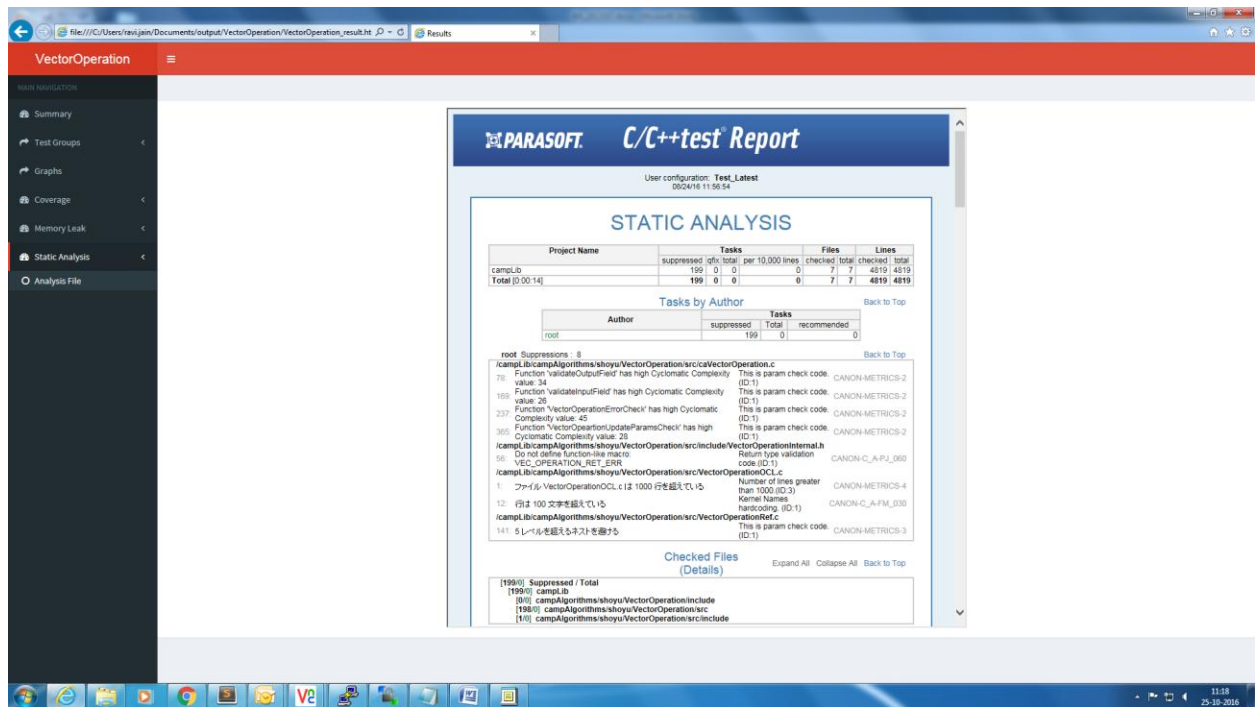 file:///C:/Users/ravi.jain/Documents/output/VectorOperation/VectorOperation_result.ht
Results
VectorOperation
MAIN NAVIGATION
Summary
Test Groups
Graphs
Coverage
Memory Leak
Static Analysis
Analysis File
PARASOFT. C/C++test® Report
User configuration: Test_Latest
08/24/16 11:56:54
STATIC ANALYSIS
Project Name Tasks Files Lines
suppressed qfix total per 10,000 lines checked total checked total
campLib 199 0 0 0 7 7 4819 4819
Total [0:00:14] 199 0 0 0 7 7 4819 4819
Tasks by Author Back to Top
Author Tasks
suppressed Total recommended
root 199 0 0
root Suppressions : 8 Back to Top
/campLib/campAlgorithms/shoyu/VectorOperation/src/caVectorOperation.c
78: Function 'validateOutputField' has high Cyclomatic Complexity value: 34 This is param check code. (ID:1) CANON-METRICS-2
169: Function 'validateInputField' has high Cyclomatic Complexity value: 26 This is param check code. (ID:1) CANON-METRICS-2
237: Function 'VectorOperationErrorCheck' has high Cyclomatic Complexity value: 45 This is param check code. (ID:1) CANON-METRICS-2
365: Function 'VectorOpeartionUpdateParamsCheck' has high Cyclomatic Complexity value: 28 This is param check code. (ID:1) CANON-METRICS-2
/campLib/campAlgorithms/shoyu/VectorOperation/src/include/VectorOperationInternal.h
56: Do not define function-like macro: VEC_OPERATION_RET_ERR Return type validation code.(ID:1) CANON-C_A-PJ_060
/campLib/campAlgorithms/shoyu/VectorOperation/src/VectorOperationOCL.c
1: ファイル VectorOperationOCL.c は 1000 行を超えている Number of lines greater than 1000.(ID:3) CANON-METRICS-4
12: 行は 100 文字を超えている Kernel Names hardcoding. (ID:1) CANON-C_A-FM_030
/campLib/campAlgorithms/shoyu/VectorOperation/src/VectorOperationRef.c
141: 5 レベルを超えるネストを避ける This is param check code. (ID:1) CANON-METRICS-3
Checked Files (Details) Expand All Collapse All Back to Top
[199/0] Suppressed / Total
[199/0] campLib
[0/0] campAlgorithms/shoyu/VectorOperation/include
[198/0] campAlgorithms/shoyu/VectorOperation/src
[1/0] campAlgorithms/shoyu/VectorOperation/src/include
11:18
25-10-2016